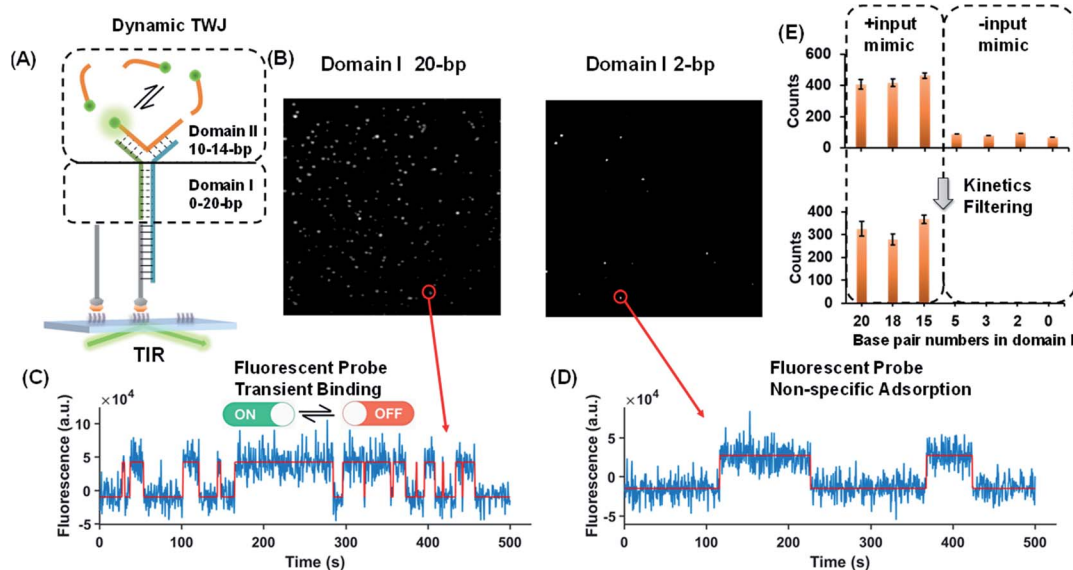 Dynamic TWJ
(A)
Domain II
10-14-bp
Domain I
0-20-bp
TIR
(B)
Domain I 20-bp
Domain I 2-bp
(E)
+input
mimic
-input
mimic
Counts
600
400
200
0
Kinetics
Filtering
Counts
400
300
200
100
0
20 18 15 5 3 2 0
Base pair numbers in domain I
(C)
Fluorescent Probe
Transient Binding
ON
OFF
×10⁴
Fluorescence (a.u.)
10
5
0
-5
0 100 200 300 400 500
Time (s)
(D)
Fluorescent Probe
Non-specific Adsorption
×10⁴
Fluorescence (a.u.)
5
0
-5
0 100 200 300 400 500
Time (s)